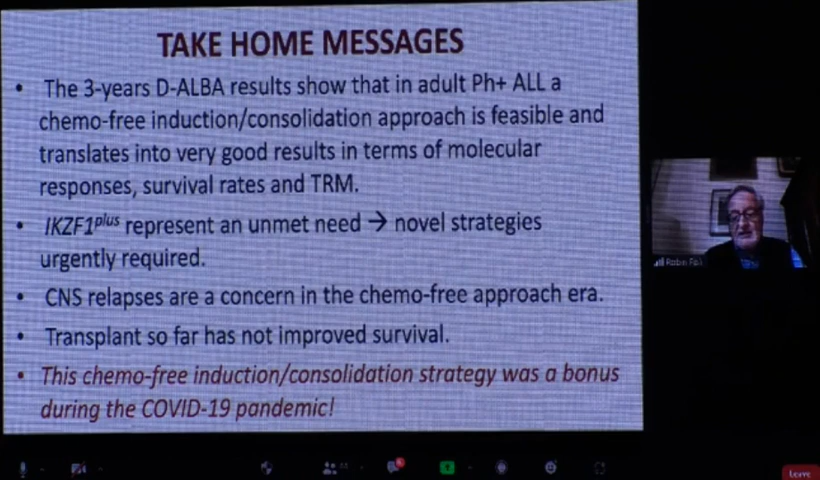 TAKE HOME MESSAGES
• The 3-years D-ALBA results show that in adult Ph+ ALL a
chemo-free induction/consolidation approach is feasible and
translates into very good results in terms of molecular
responses, survival rates and TRM.
• IKZF1plus represent an unmet need → novel strategies
urgently required.
• CNS relapses are a concern in the chemo-free approach era.
• Transplant so far has not improved survival.
• This chemo-free induction/consolidation strategy was a bonus
during the COVID-19 pandemic!
Leave